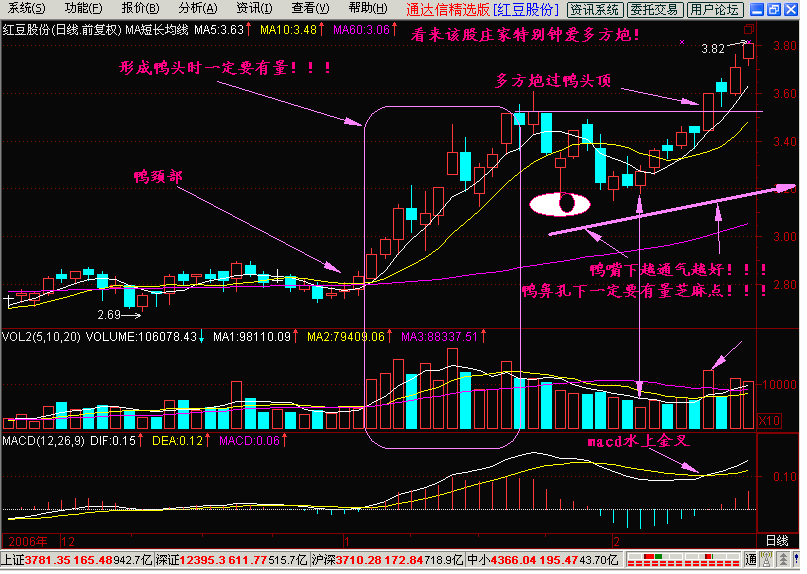 系统(S) 功能(F) 报价(B) 分析(A) 资讯(I) 查看(V) 帮助(H) 通达信精选版 [红豆股份] 资讯系统 委托交易 用户论坛
红豆股份(日线.前复权) MA短长均线 MA5:3.63↑ MA10:3.48↑ MA60:3.06↑
看来该股庄家特别钟爱多方炮!
3.82
3.80
形成鸭头时一定要有量!!!
多方炮过鸭头顶
3.60
3.40
鸭颈部
3.20
3.00
鸭嘴下越通气越好!!!
2.80
鸭鼻孔下一定要有量芝麻点!!!
2.69
VOL2(5,10,20) VOLUME:106078.43↓ MA1:98110.09↑ MA2:79409.06↑ MA3:88337.51↑
10000
X10
MACD(12,26,9) DIF:0.15↑ DEA:0.12↑ MACD:0.06↑
macd水上金叉
0.10
2006年 12 1 2 日线
上证3781.35 165.48 942.7亿 深证12395.3 611.77 515.7亿 沪深3710.28 172.84 718.9亿 中小4366.04 195.47 43.70亿 通